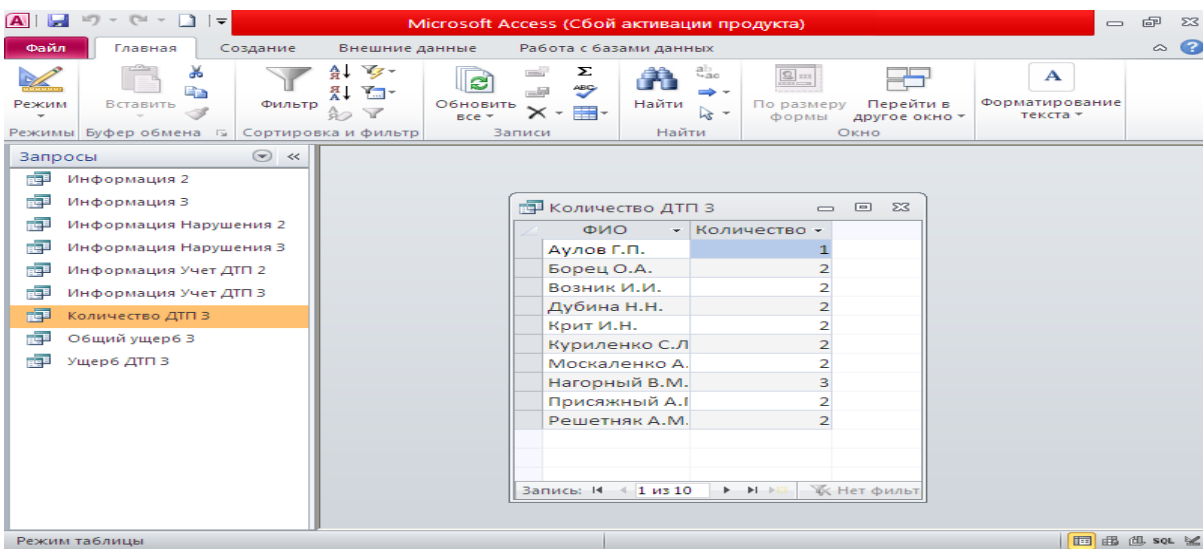 Microsoft Access (Сбой активации продукта)
Файл Главная Создание Внешние данные Работа с базами данных
Режим Вставить Фильтр Обновить все Найти По размеру формы Перейти в другое окно Форматирование текста
Режимы Буфер обмена Сортировка и фильтр Записи Найти Окно
Запросы
Информация 2
Информация 3
Информация Нарушения 2
Информация Нарушения 3
Информация Учет ДТП 2
Информация Учет ДТП 3
Количество ДТП 3
Общий ущерб 3
Ущерб ДТП 3
Количество ДТП 3
ФИО Количество
Аулов Г.П. 1
Борец О.А. 2
Возник И.И. 2
Дубина Н.Н. 2
Крит И.Н. 2
Куриленко С.Л 2
Москаленко А. 2
Нагорный В.М. 3
Присяжный А. 2
Решетняк А.М. 2
Запись: 1 из 10 Нет фильт
Режим таблицы SQL